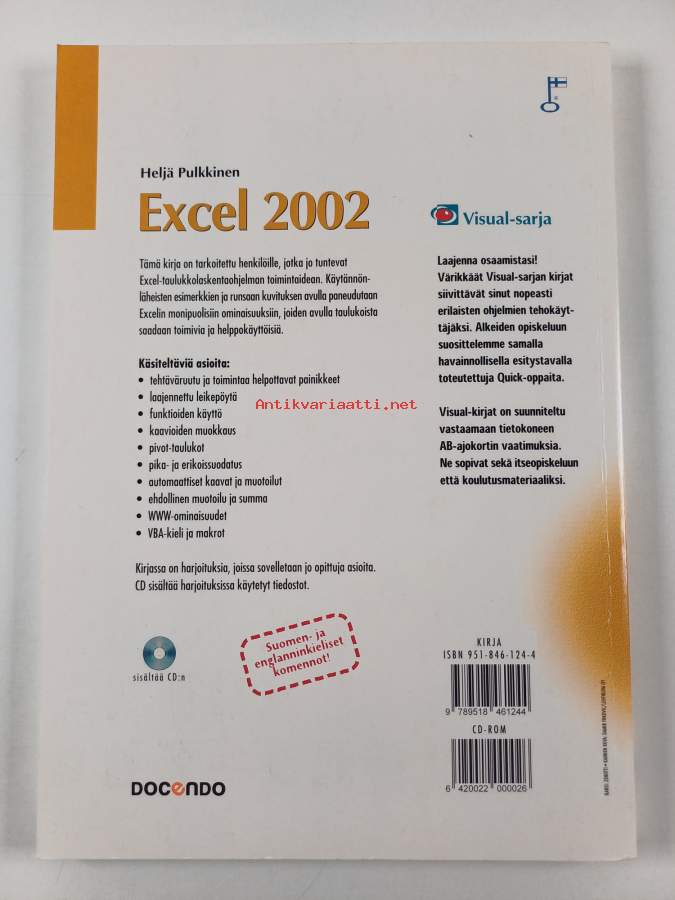 Heljä Pulkkinen
Excel 2002
Tämä kirja on tarkoitettu henkilöille, jotka jo tuntevat
Excel-taulukkolaskentaohjelman toimintaidean. Käytännön-
läheisten esimerkkien ja runsaan kuvituksen avulla paneudutaan
Excelin monipuolisiin ominaisuuksiin, joiden avulla taulukoista
saadaan toimivia ja helppokäyttöisiä.
Käsiteltäviä asioita:
• tehtäväruutu ja toimintaa helpottavat painikkeet
• laajennettu leikepöytä
• funktioiden käyttö
• kaavioiden muokkaus
• pivot-taulukot
• pika- ja erikoissuodatus
• automaattiset kaavat ja muotoilut
• ehdollinen muotoilu ja summa
• WWW-ominaisuudet
• VBA-kieli ja makrot
Kirjassa on harjoituksia, joissa sovelletaan jo opittuja asioita.
CD sisältää harjoituksissa käytetyt tiedostot.
sisältää CD:n
Suomen- ja
englanninkieliset
komennot!
DOCENDO
Visual-sarja
Laajenna osaamistasi!
Värikkäät Visual-sarjan kirjat
siivittävät sinut nopeasti
erilaisten ohjelmien tehokäyt-
täjäksi. Alkeiden opiskeluun
suosittelemme samalla
havainnollisella esitystavalla
toteutettuja Quick-oppaita.
Visual-kirjat on suunniteltu
vastaamaan tietokoneen
AB-ajokortin vaatimuksia.
Ne sopivat sekä itseopiskeluun
että koulutusmateriaaliksi.
Antikvariaatti.net
KIRJA
ISBN 951-846-124-4
9 789518 461244
CD-ROM
6 420022 000026